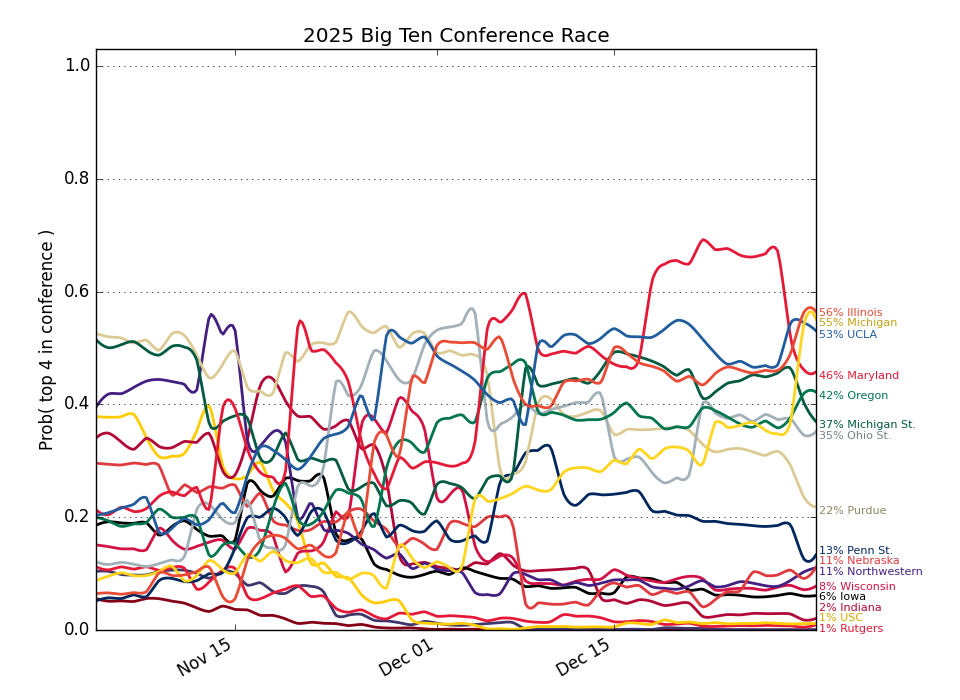 2025 Big Ten Conference Race
Prob( top 4 in conference )
1.0
0.8
0.6
0.4
0.2
0.0
Nov 15
Dec 01
Dec 15
56% Illinois
55% Michigan
53% UCLA
46% Maryland
42% Oregon
37% Michigan St.
35% Ohio St.
22% Purdue
13% Penn St.
11% Nebraska
11% Northwestern
8% Wisconsin
6% Iowa
2% Indiana
1% USC
1% Rutgers